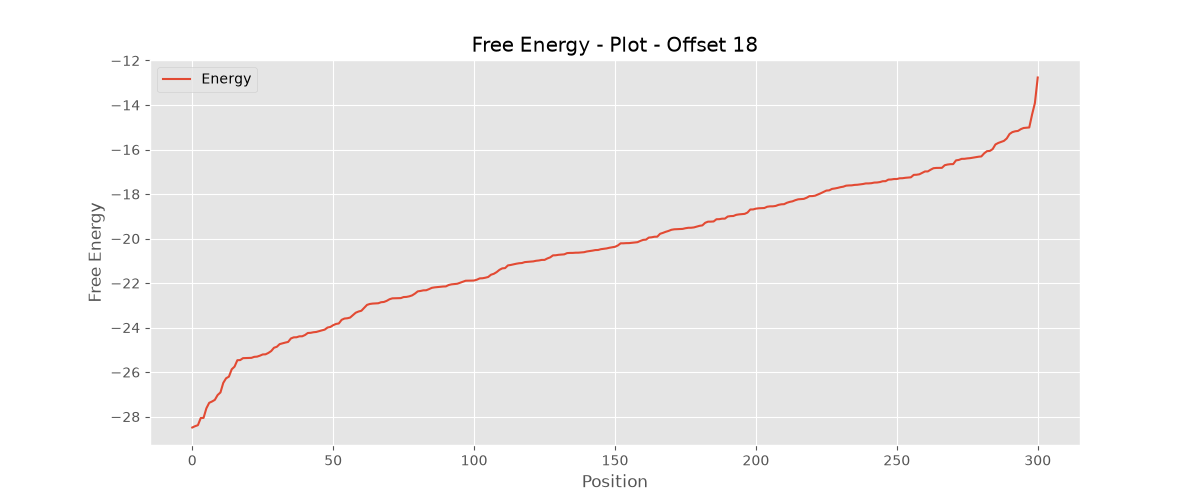 Free Energy - Plot - Offset 18
Energy
Free Energy
−12
−14
−16
−18
−20
−22
−24
−26
−28
0 50 100 150 200 250 300
Position